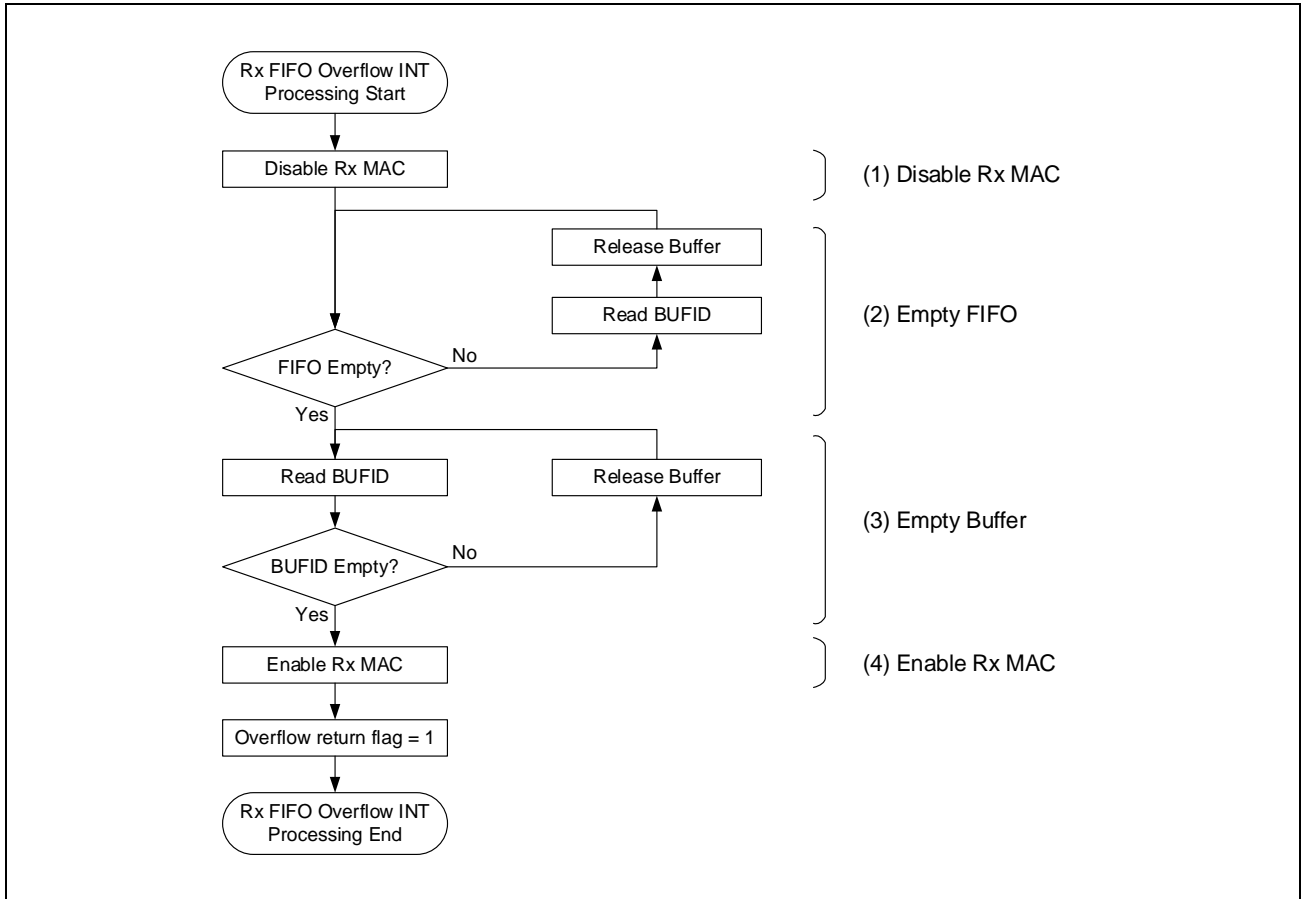 Rx FIFO Overflow INT
Processing Start
Disable Rx MAC
(1) Disable Rx MAC
Release Buffer
Read BUFID
(2) Empty FIFO
FIFO Empty?
No
Yes
Read BUFID
Release Buffer
(3) Empty Buffer
BUFID Empty?
No
Yes
Enable Rx MAC
(4) Enable Rx MAC
Overflow return flag = 1
Rx FIFO Overflow INT
Processing End